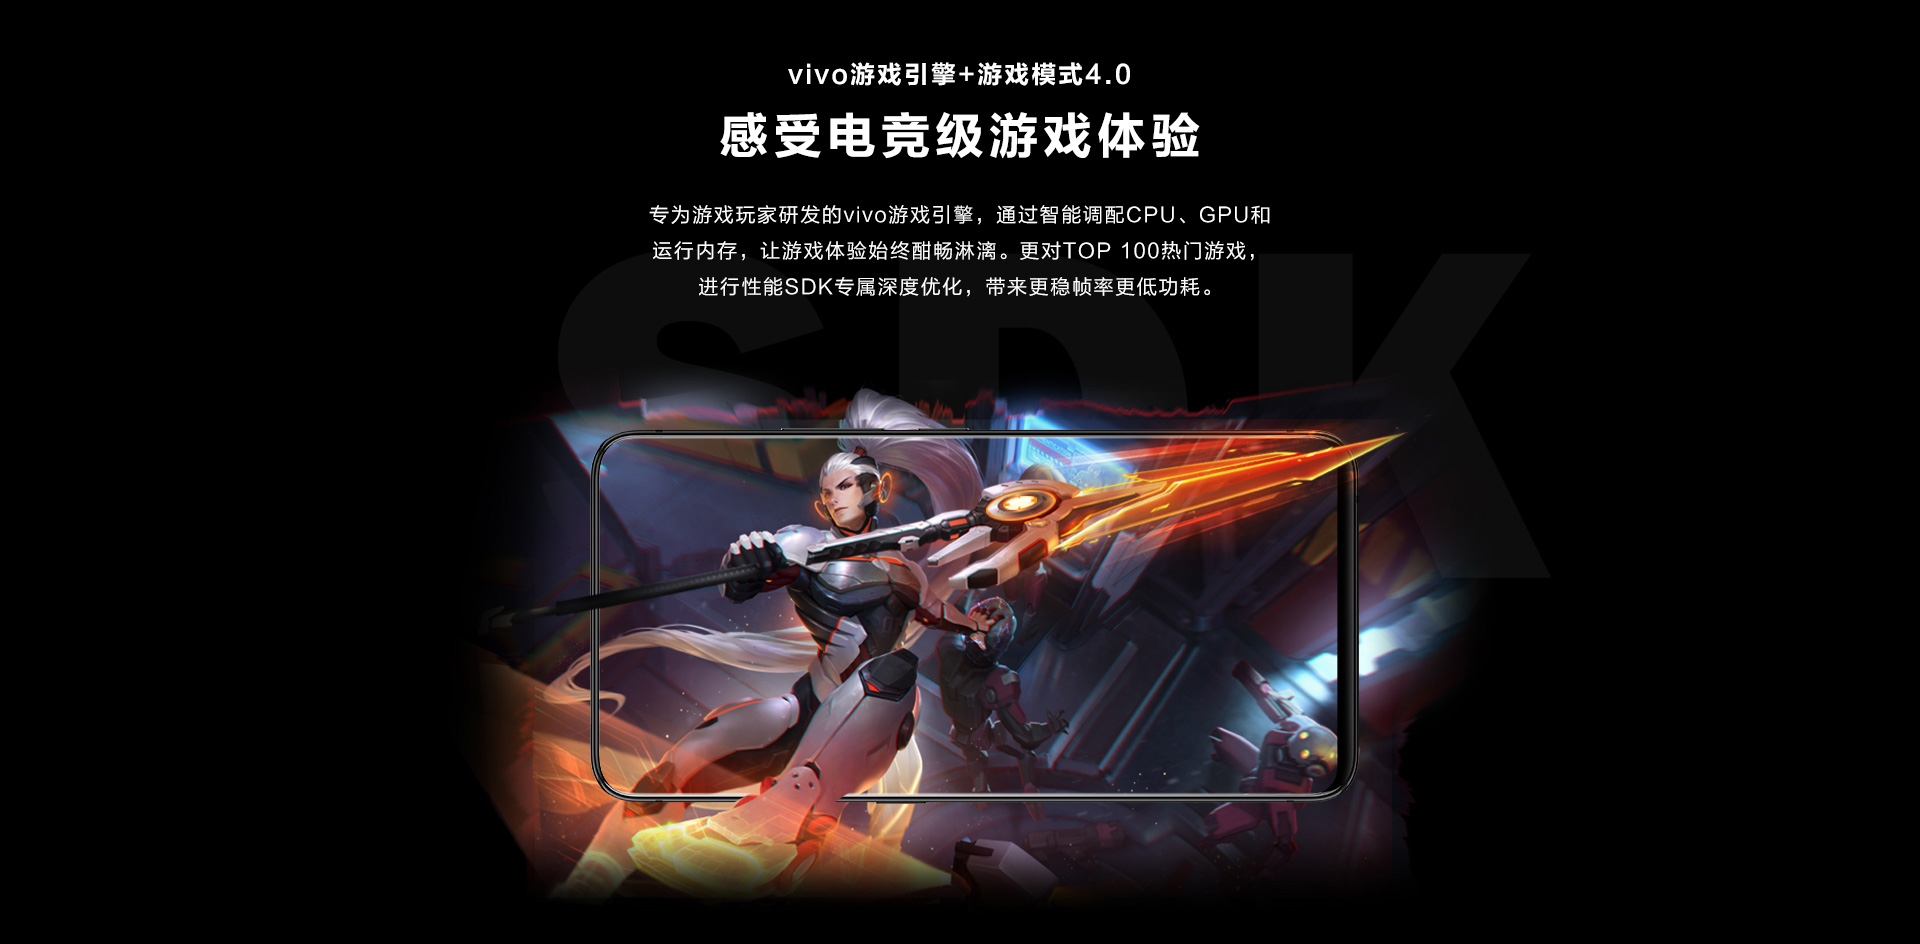 vivo游戏引擎+游戏模式4.0
感受电竞级游戏体验
专为游戏玩家研发的vivo游戏引擎，通过智能调配CPU、GPU和
运行内存，让游戏体验始终酣畅淋漓。更对TOP 100热门游戏，
进行性能SDK专属深度优化，带来更稳帧率更低功耗。
SDK